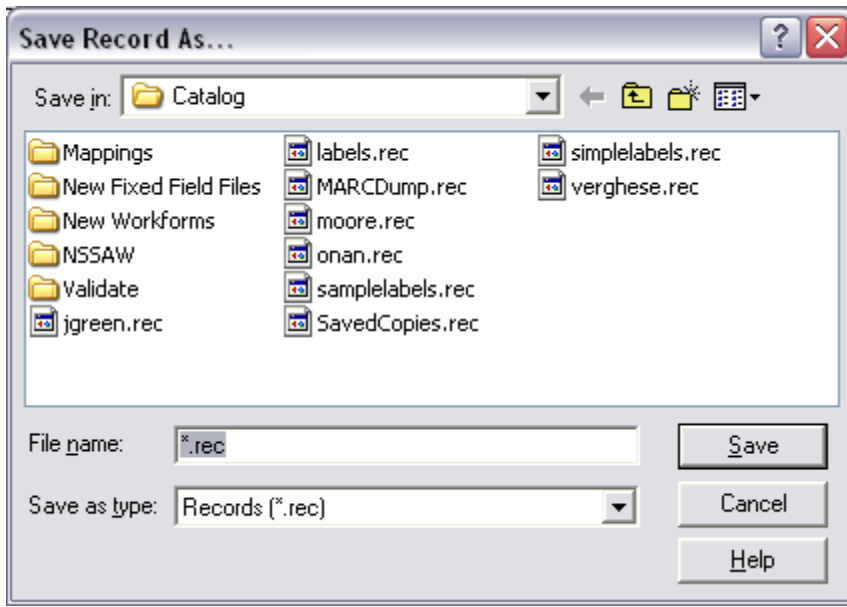 Save Record As...
Save in: Catalog
Mappings labels.rec simplelabels.rec
New Fixed Field Files MARCDump.rec verghese.rec
New Workforms moore.rec
NSSAW onan.rec
Validate samplelabels.rec
jgreen.rec SavedCopies.rec
File name: *.rec Save
Save as type: Records (*.rec) Cancel
Help